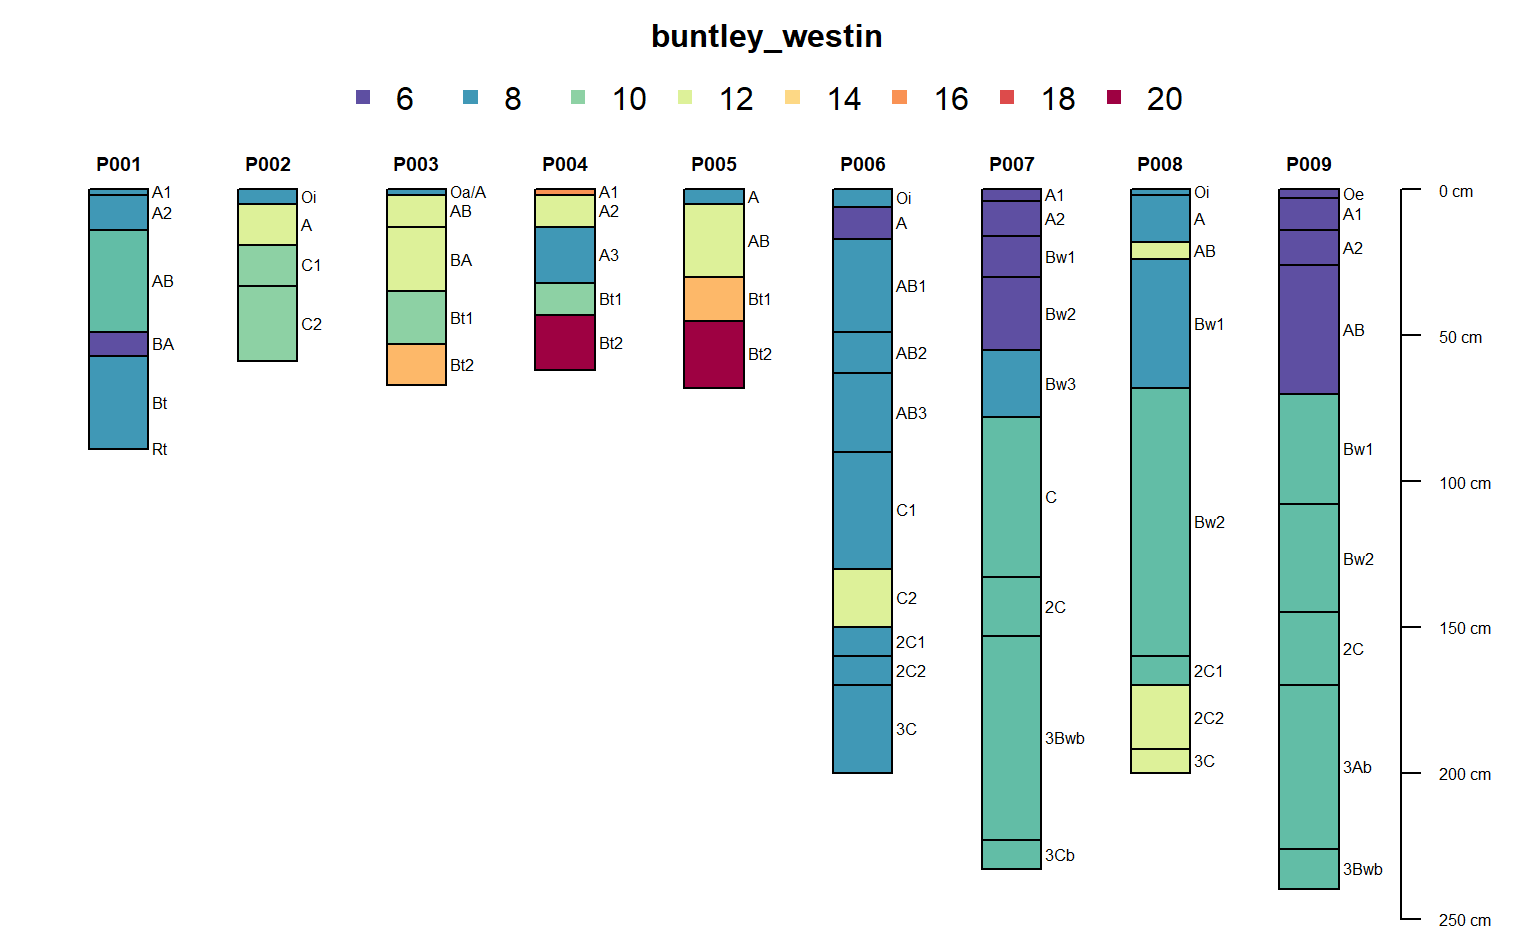 buntley_westin
6 8 10 12 14 16 18 20
P001 P002 P003 P004 P005 P006 P007 P008 P009
A1
A2
AB
BA
Bt
Rt
Oi
A
C1
C2
Oa/A
AB
BA
Bt1
Bt2
A1
A2
A3
Bt1
Bt2
A
AB
Bt1
Bt2
Oi
A
AB1
AB2
AB3
C1
C2
2C1
2C2
3C
A1
A2
Bw1
Bw2
Bw3
C
2C
3Bwb
3Cb
Oi
A
AB
Bw1
Bw2
2C1
2C2
3C
Oe
A1
A2
AB
Bw1
Bw2
2C
3Ab
3Bwb
0 cm
50 cm
100 cm
150 cm
200 cm
250 cm